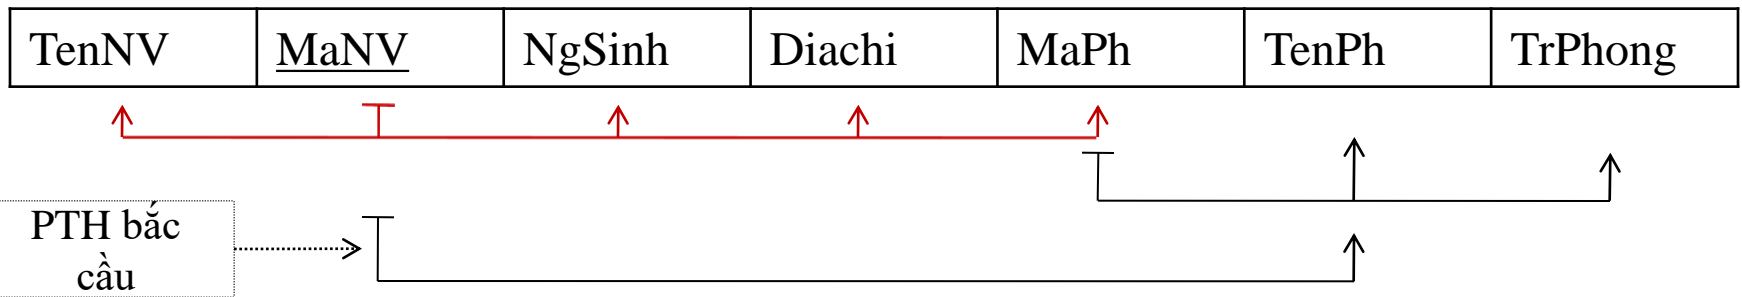 TenNV MaNV NgSinh Diachi MaPh TenPh TrPhong
PTH bắc
cầu